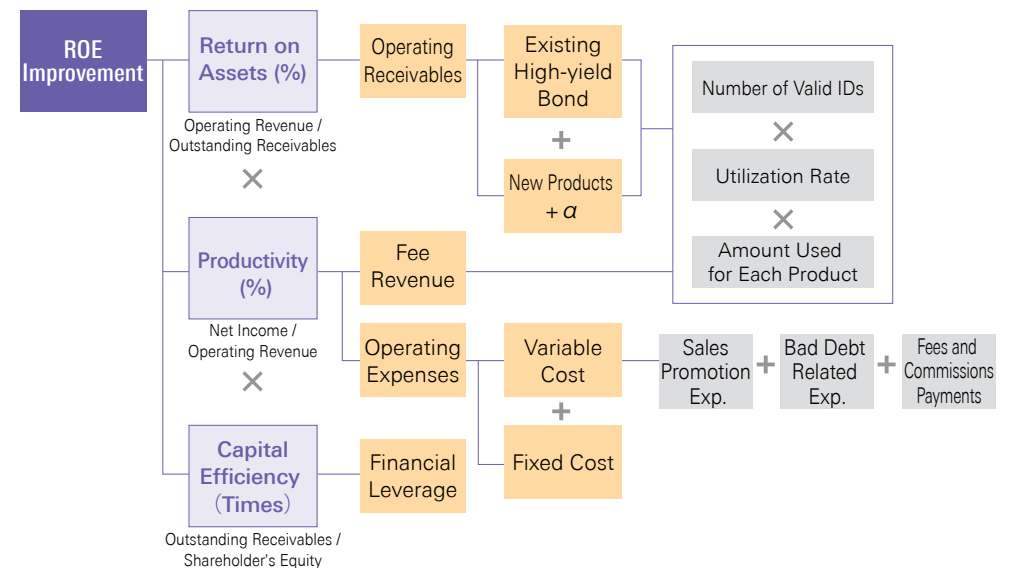 ROE
Improvement
Return on
Assets (%)
Operating Revenue /
Outstanding Receivables
×
Productivity
(%)
Net Income /
Operating Revenue
×
Capital
Efficiency
(Times)
Outstanding Receivables /
Shareholder's Equity
Operating
Receivables
Existing
High-yield
Bond
+
New Products
+ α
Number of Valid IDs
×
Utilization Rate
×
Amount Used
for Each Product
Fee
Revenue
Operating
Expenses
Variable
Cost
+
Fixed Cost
Sales
Promotion
Exp.
+
Bad Debt
Related
Exp.
+
Fees and
Commissions
Payments
Financial
Leverage